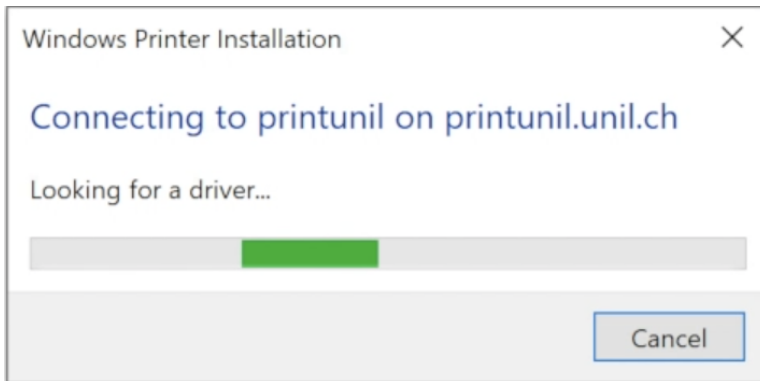 Windows Printer Installation
Connecting to printunil on printunil.unil.ch
Looking for a driver...
Cancel